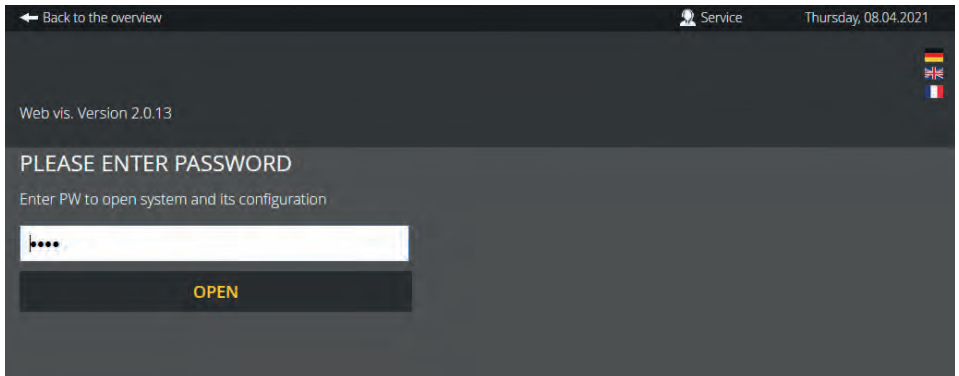 Back to the overview
Service
Thursday, 08.04.2021
Web vis. Version 2.0.13
PLEASE ENTER PASSWORD
Enter PW to open system and its configuration
••••
OPEN